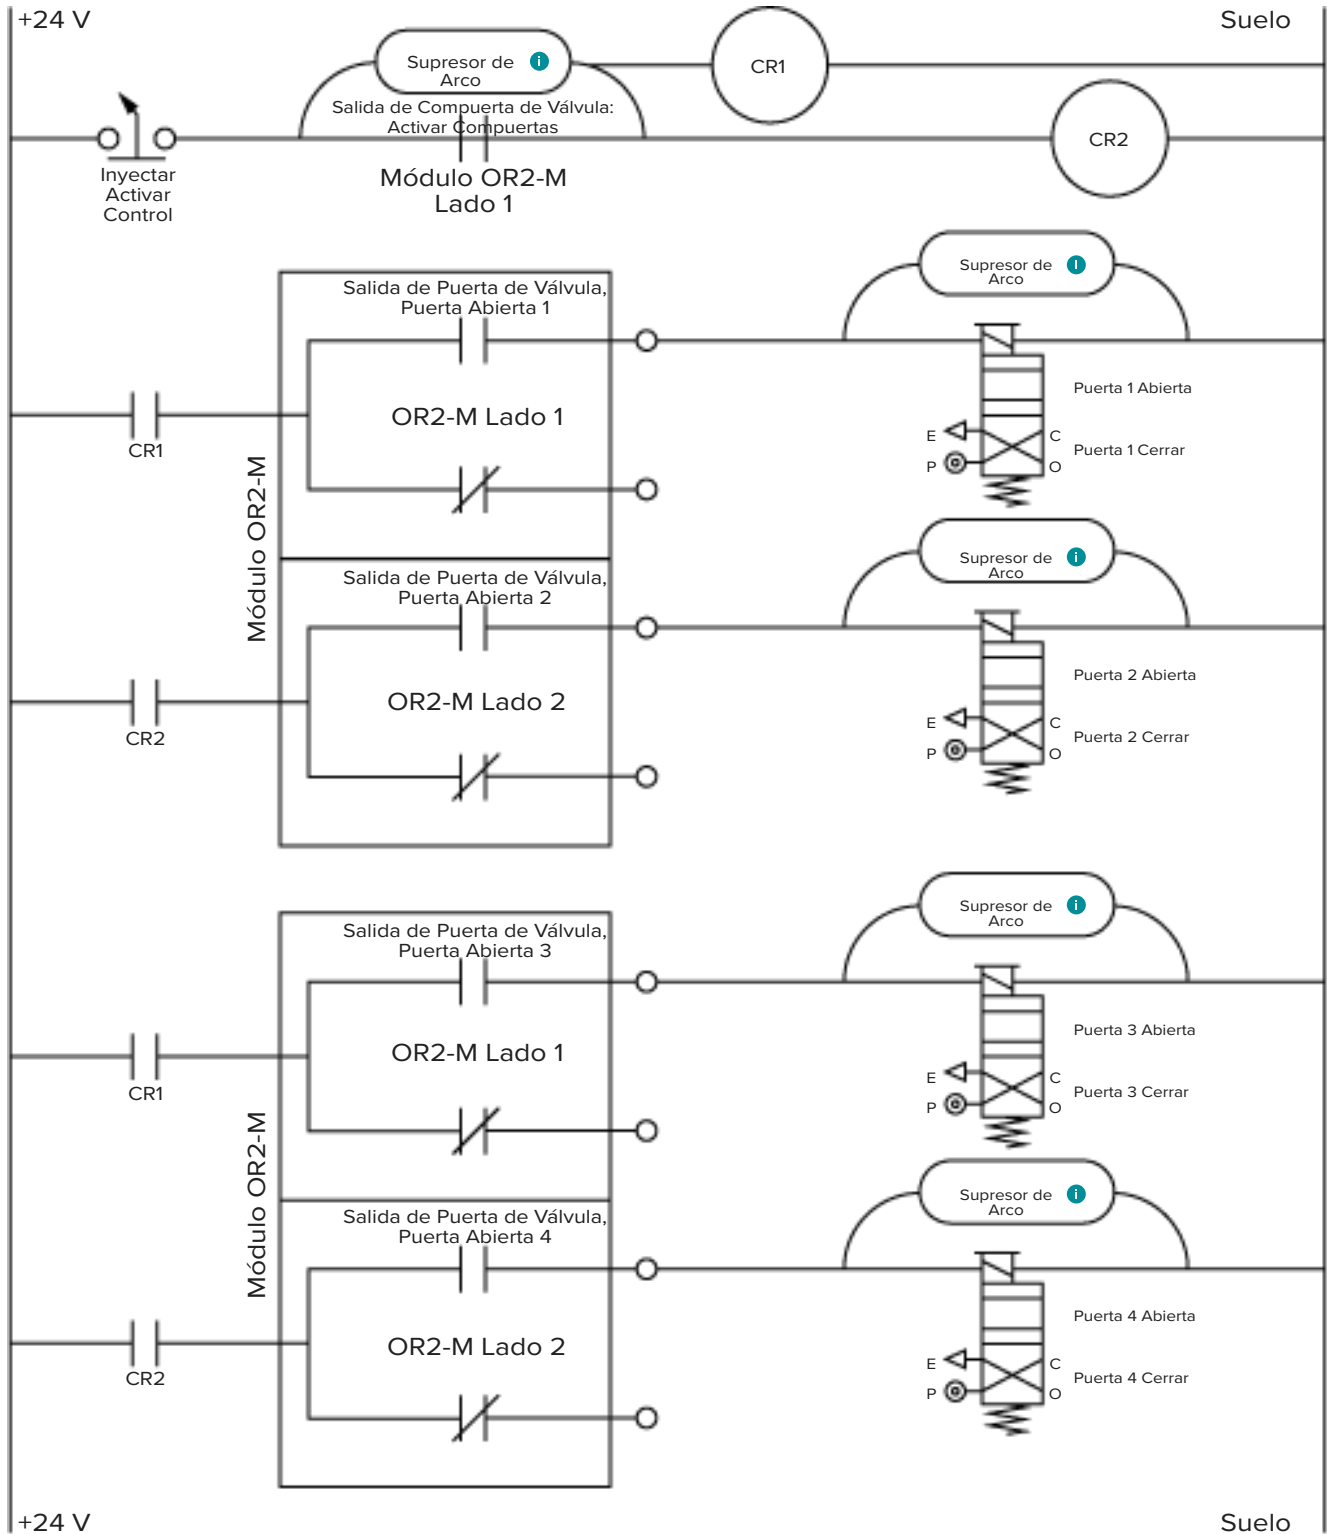 +24 V
Suelo
Supresor de
Arco
i
CR1
Salida de Compuerta de Válvula:
Activar Compuertas
CR2
Inyectar
Activar
Control
Módulo OR2-M
Lado 1
Supresor de
Arco
i
Salida de Puerta de Válvula,
Puerta Abierta 1
Puerta 1 Abierta
OR2-M Lado 1
CR1
E
C
Puerta 1 Cerrar
P
O
Módulo OR2-M
Supresor de
Arco
i
Salida de Puerta de Válvula,
Puerta Abierta 2
Puerta 2 Abierta
OR2-M Lado 2
CR2
E
C
Puerta 2 Cerrar
P
O
Supresor de
Arco
i
Salida de Puerta de Válvula,
Puerta Abierta 3
Puerta 3 Abierta
OR2-M Lado 1
CR1
E
C
Puerta 3 Cerrar
P
O
Módulo OR2-M
Supresor de
Arco
i
Salida de Puerta de Válvula,
Puerta Abierta 4
Puerta 4 Abierta
OR2-M Lado 2
CR2
E
C
Puerta 4 Cerrar
P
O
+24 V
Suelo